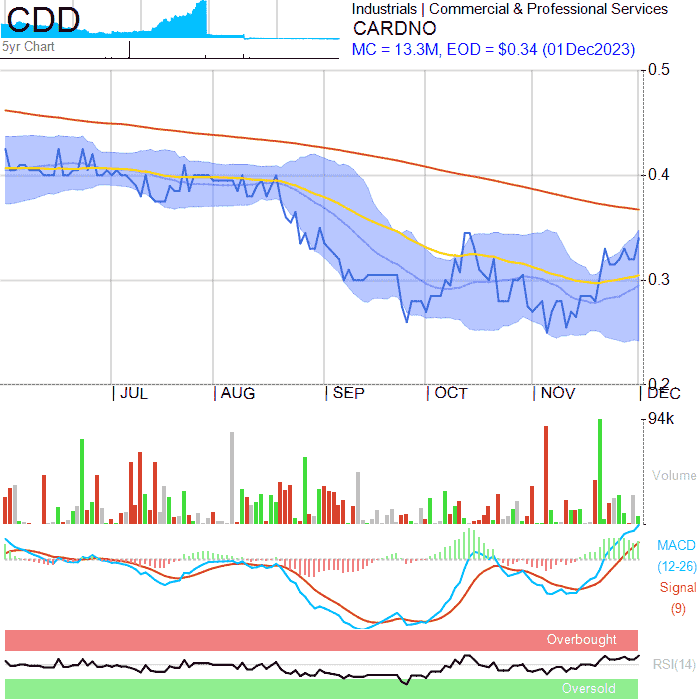 CDD
5yr Chart
Industrials | Commercial & Professional Services
CARDNO
MC = 13.3M, EOD = $0.34 (01Dec2023)
0.5
0.4
0.3
0.2
JUL AUG SEP OCT NOV DEC
94k
Volume
MACD
(12-26)
Signal
(9)
Overbought
RSI(14)
Oversold